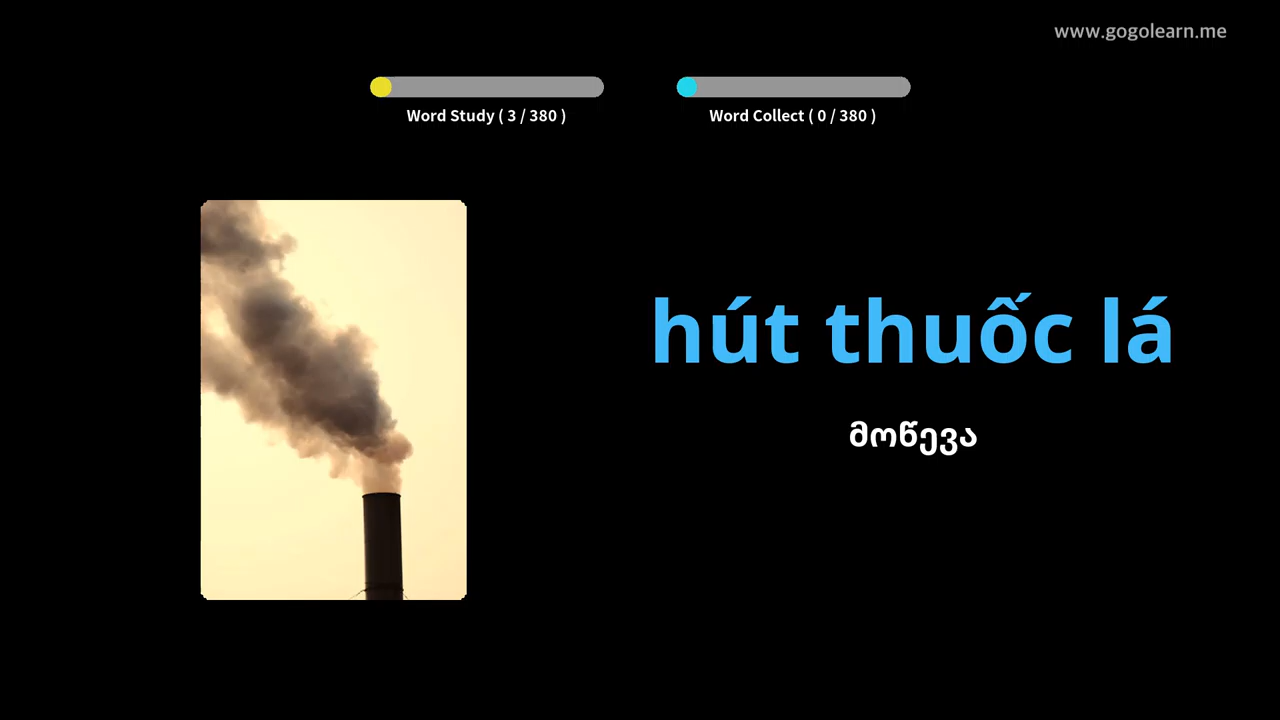 www.gogolearn.me
Word Study ( 3 / 380 )
Word Collect ( 0 / 380 )
hút thuốc lá
მოწევა